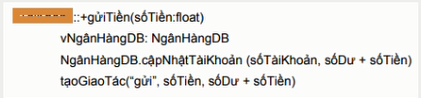 ::+gửiTiền(sốTiền:float)
vNgânHàngDB: NgânHàngDB
NgânHàngDB.cậpNhậtTàiKhoản (sốTàiKhoản, sốDư + sốTiền)
tạoGiaoTác("gửi", sốTiền, sốDư + sốTiền)